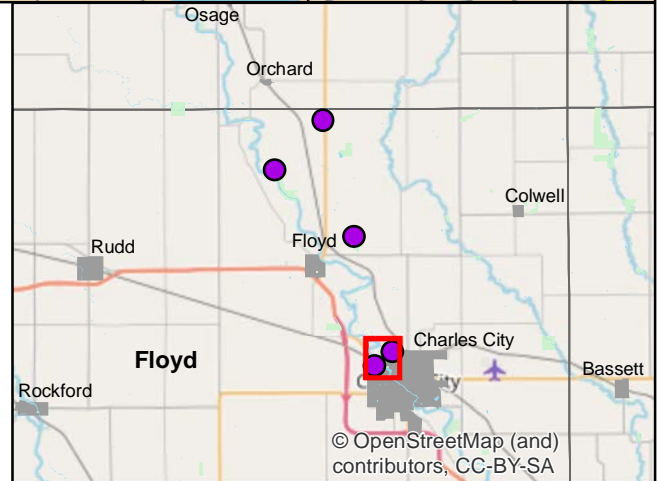 Osage
Orchard
Colwell
Rudd
Floyd
Charles City
Floyd
Bassett
Rockford
© OpenStreetMap (and)
contributors, CC-BY-SA